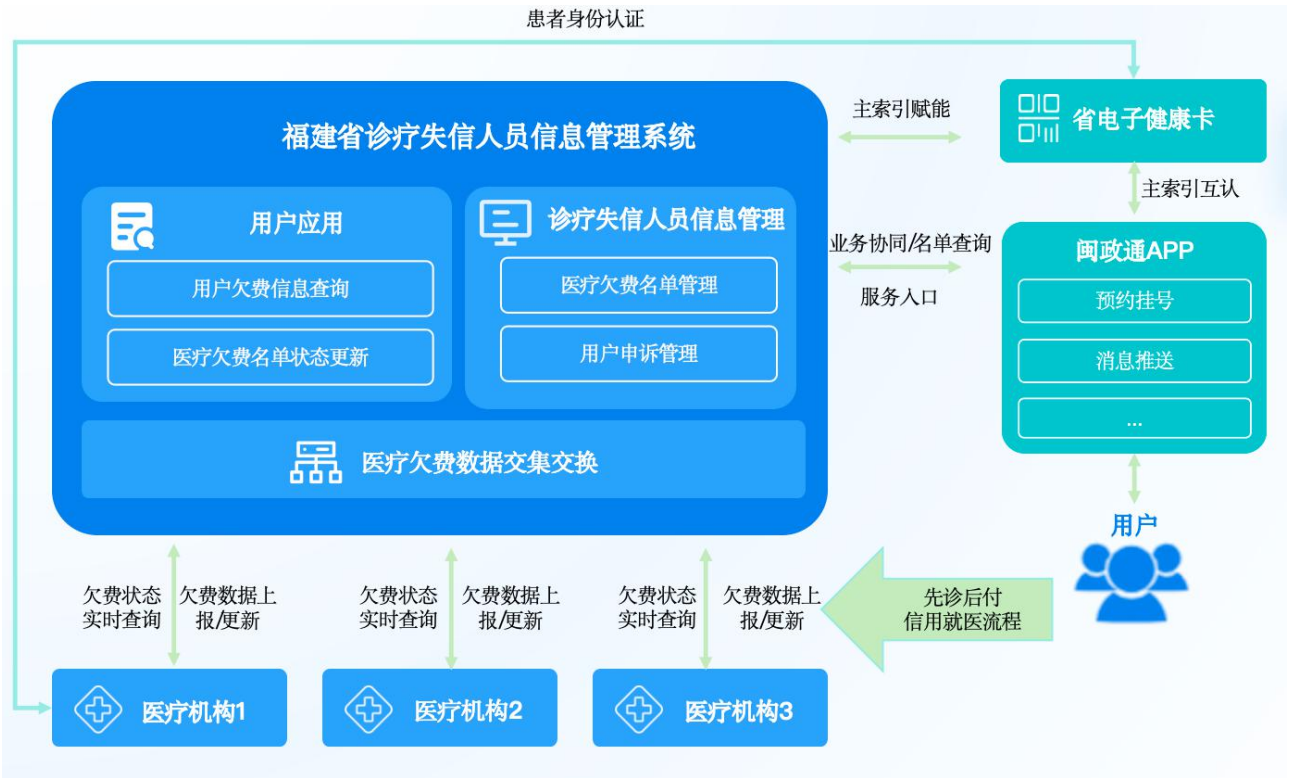 患者身份认证
福建省诊疗失信人员信息管理系统
用户应用
用户欠费信息查询
医疗欠费名单状态更新
诊疗失信人员信息管理
医疗欠费名单管理
用户申诉管理
医疗欠费数据交集交换
主索引赋能
业务协同/名单查询
服务入口
省电子健康卡
主索引互认
闽政通APP
预约挂号
消息推送
...
用户
先诊后付
信用就医流程
欠费状态
实时查询
欠费数据上
报/更新
欠费状态
实时查询
欠费数据上
报/更新
欠费状态
实时查询
欠费数据上
报/更新
医疗机构1
医疗机构2
医疗机构3